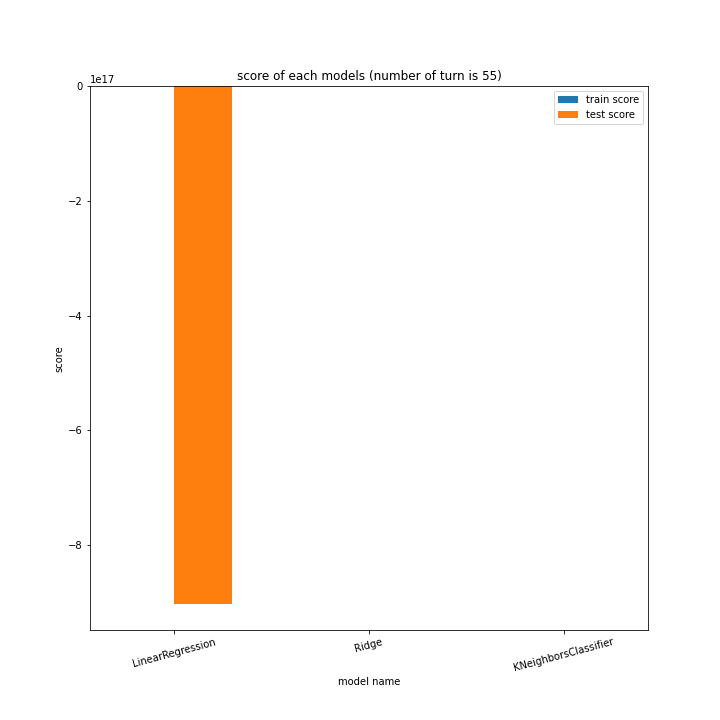 score of each models (number of turn is 55)
1e17
0
−2
−4
−6
−8
score
train score
test score
LinearRegression
Ridge
KNeighborsClassifier
model name